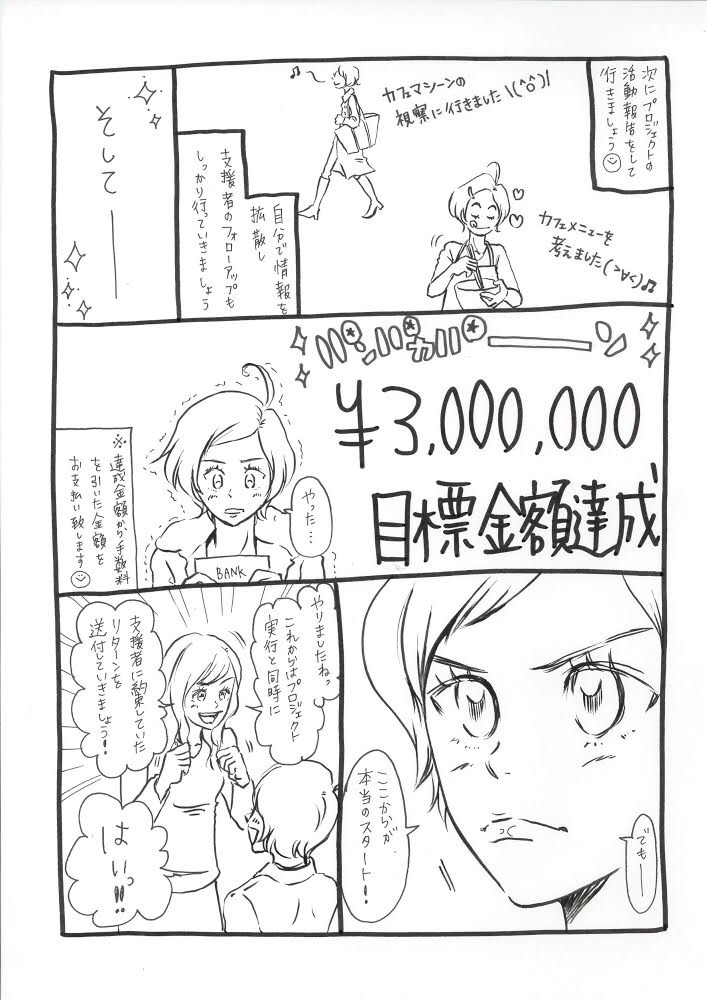 次にプロジェクトの
活動報告をして
行きましょう
カフェマシーンの
視察に行きました\(^o^)/
♫
カフェメニューを
考えました(>∀<)♫
自分で情報を
拡散し
支援者のフォローアップも
しっかり行っていきましょう
そして——
パンパカパーーン
¥3,000,000
目標金額達成
やった…
BANK
※達成金額から手数料
を引いた金額を
お支払い致します
やりましたねっ
これからはプロジェクト
実行と同時に
支援者に約束していた
リターンを
送付していきましょう!
はいっ!!
でもー
ここからが、
本当のスタート!